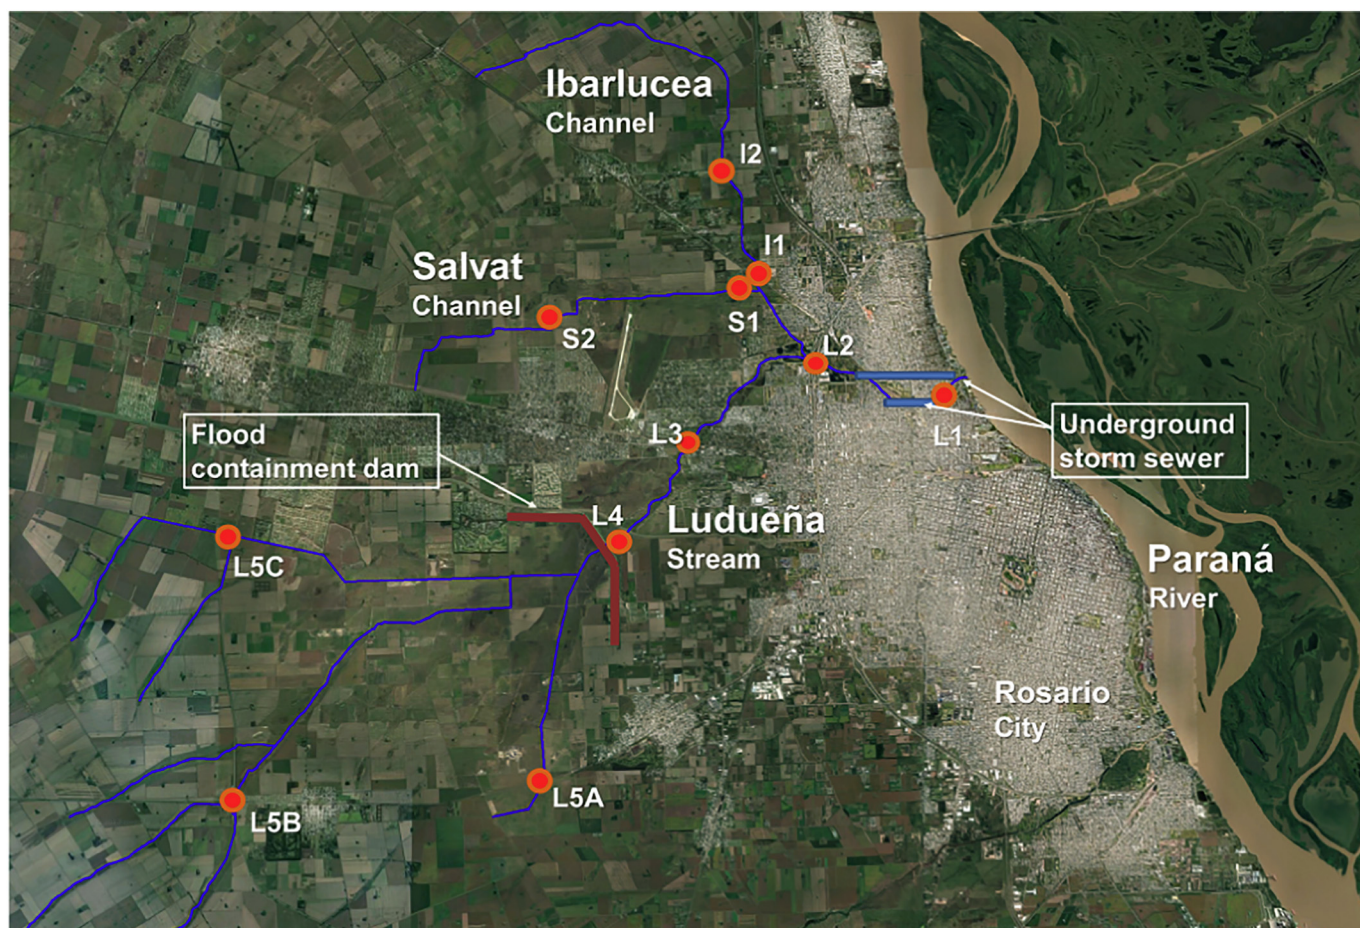 Ibarlucea
Channel
I2
I1
Salvat
Channel
S1
S2
L2
Flood
containment dam
L3
L1
Underground
storm sewer
L4
Ludueña
Stream
L5C
Paraná
River
Rosario
City
L5A
L5B